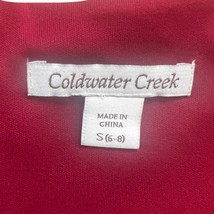 Coldwater Creek
MADE IN
CHINA
S (6-8)